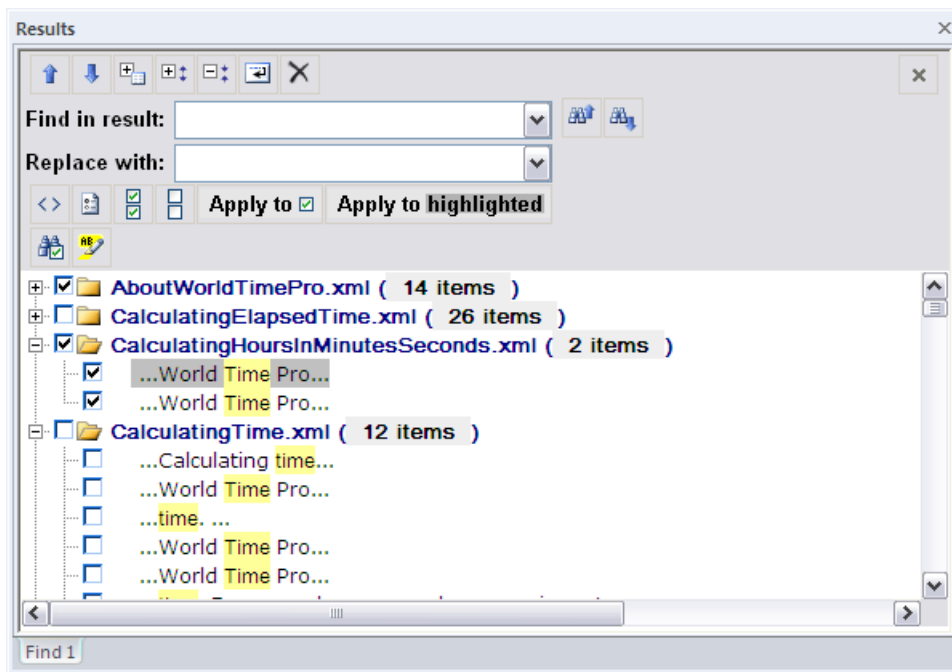 Results
Find in result:
Replace with:
Apply to Apply to highlighted
AboutWorldTimePro.xml ( 14 items )
CalculatingElapsedTime.xml ( 26 items )
CalculatingHoursInMinutesSeconds.xml ( 2 items )
...World Time Pro...
...World Time Pro...
CalculatingTime.xml ( 12 items )
...Calculating time...
...World Time Pro...
...time. ...
...World Time Pro...
...World Time Pro...
Find 1